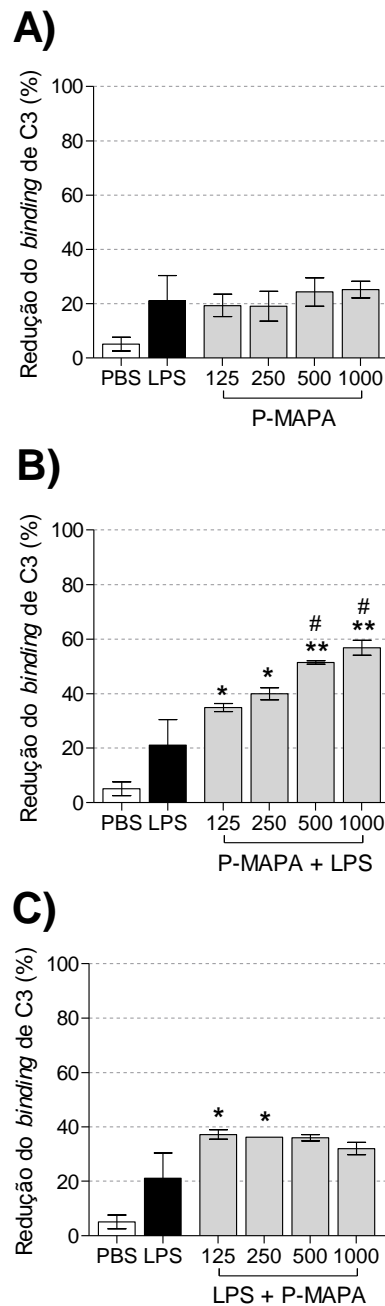 A)
Redução do binding de C3 (%)
100
80
60
40
20
0
PBS LPS 125 250 500 1000
P-MAPA
B)
Redução do binding de C3 (%)
100
80
60
40
20
0
* * ** # ** #
PBS LPS 125 250 500 1000
P-MAPA + LPS
C)
Redução do binding de C3 (%)
100
80
60
40
20
0
* *
PBS LPS 125 250 500 1000
LPS + P-MAPA